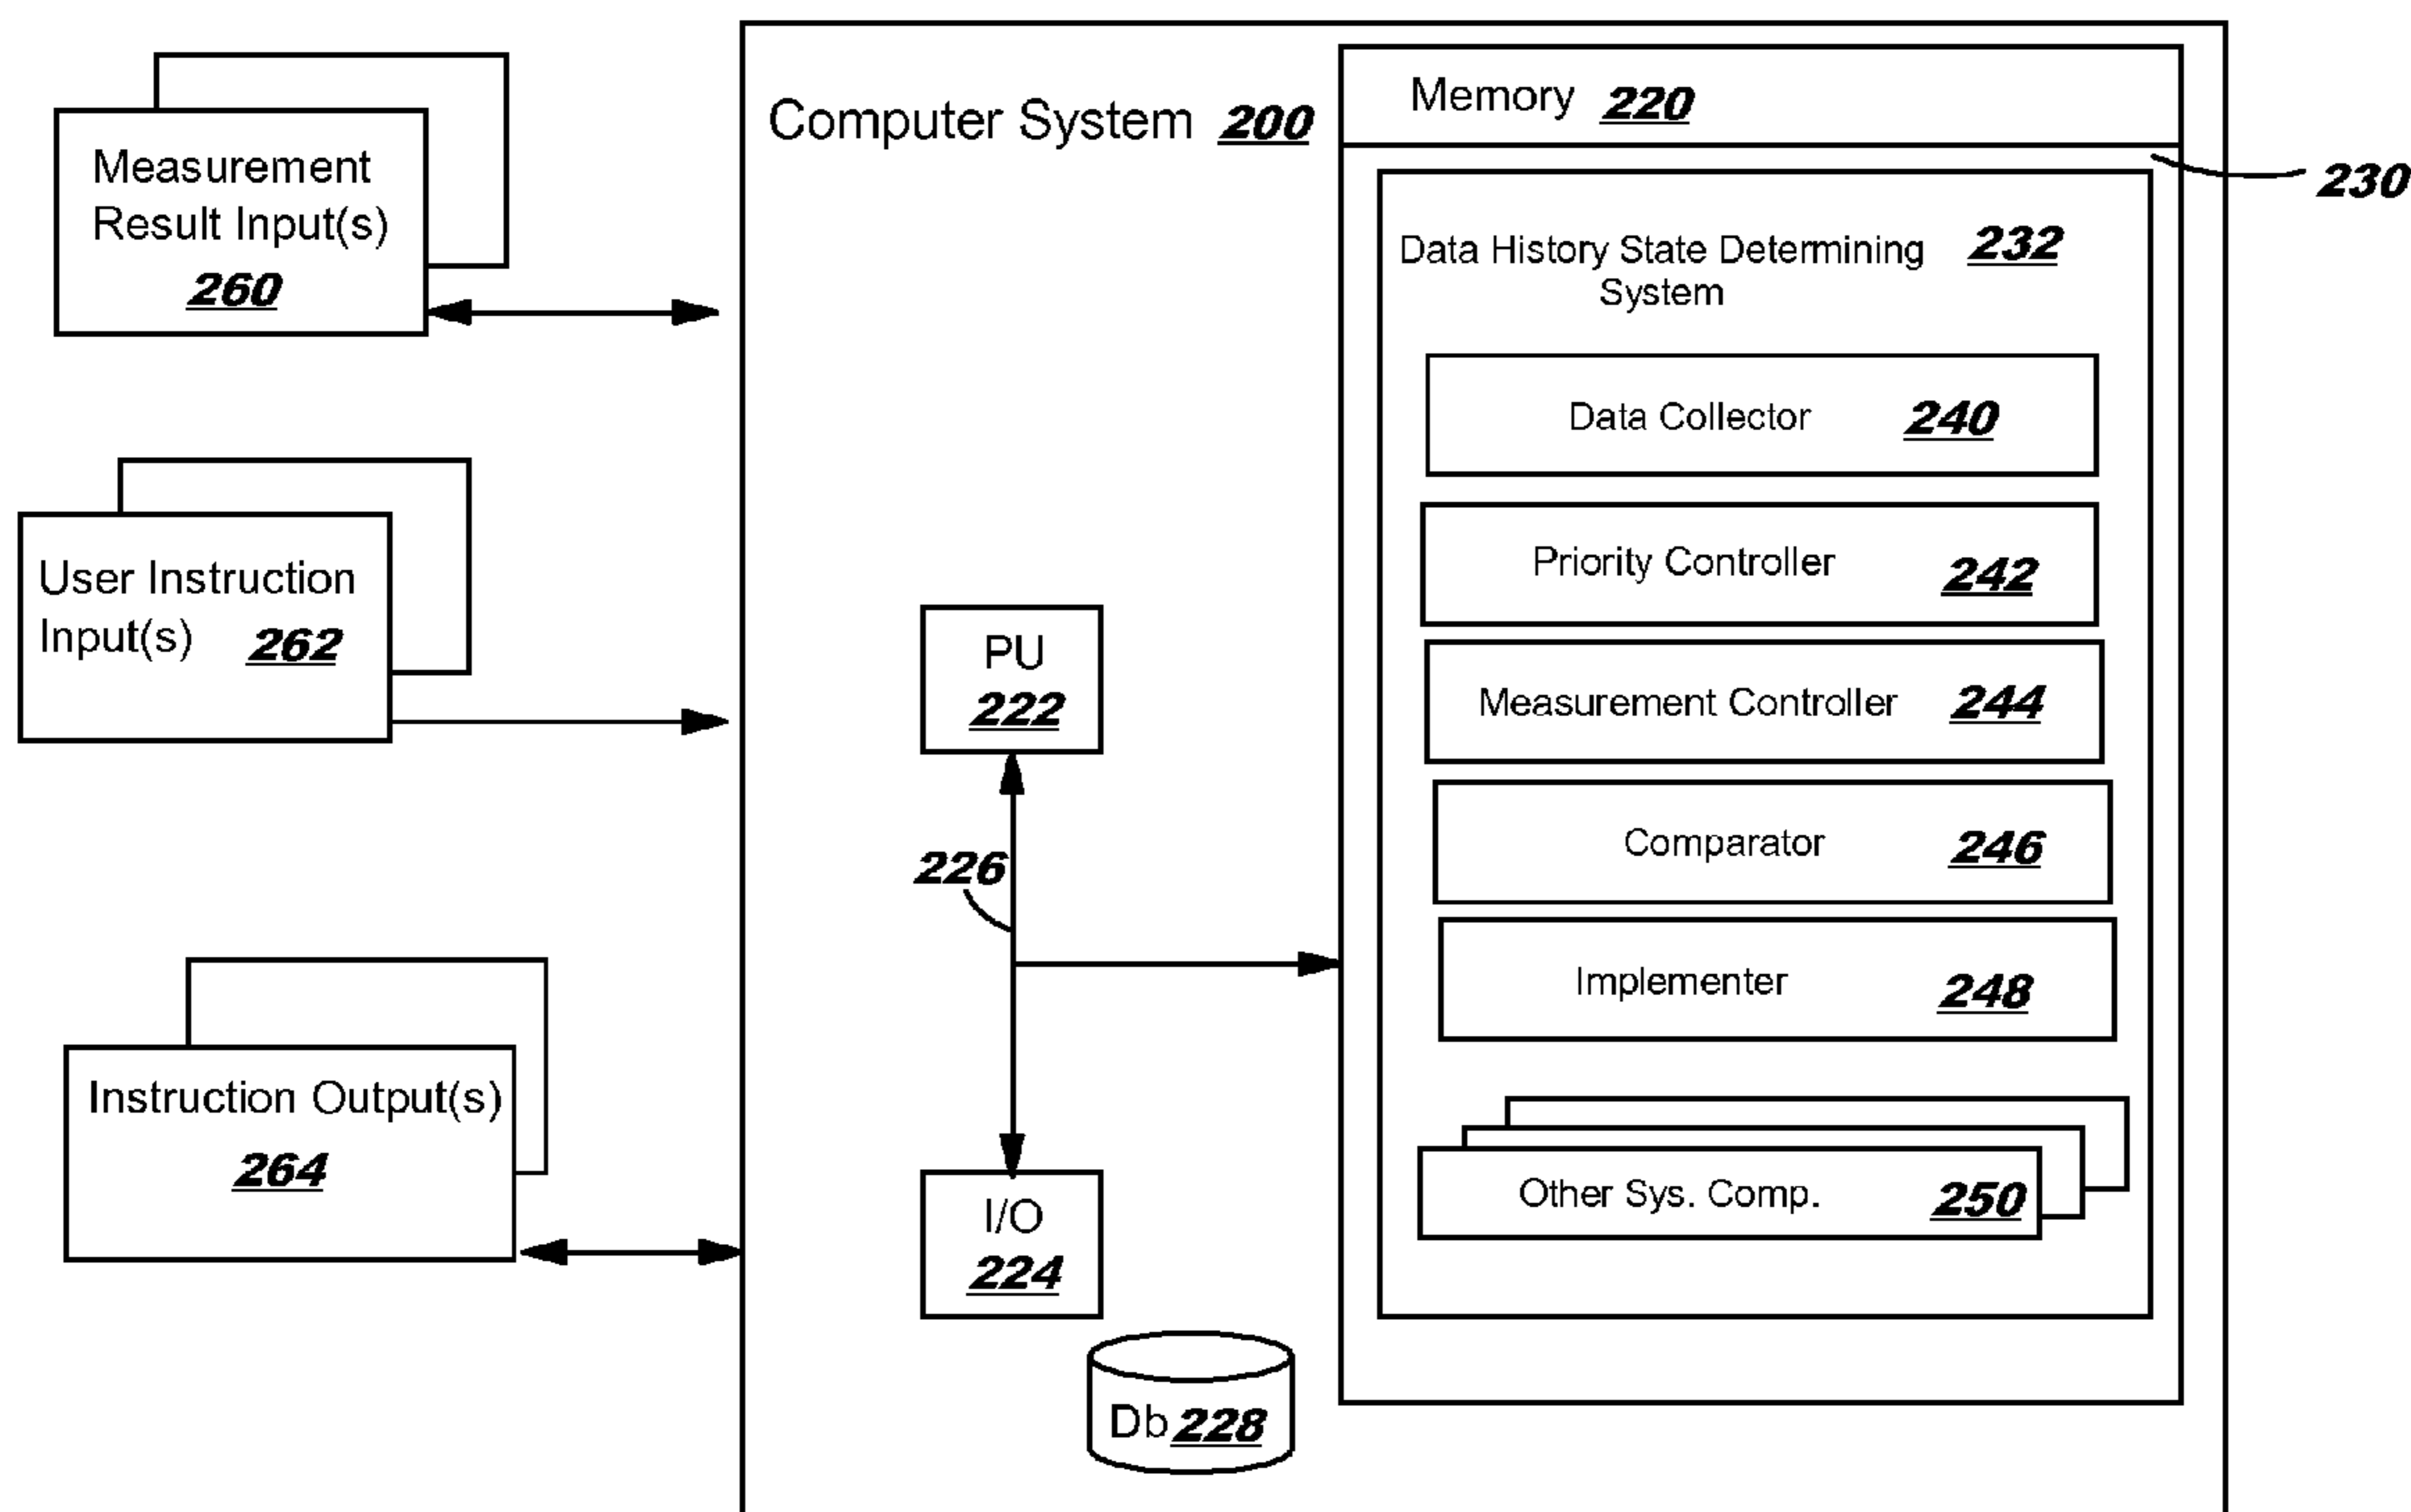 Measurement
Result Input(s)
260
User Instruction
Input(s) 262
Instruction Output(s)
264
Computer System 200
PU
222
226
I/O
224
Db 228
Memory 220
230
Data History State Determining 232
System
Data Collector 240
Priority Controller 242
Measurement Controller 244
Comparator 246
Implementer 248
Other Sys. Comp. 250